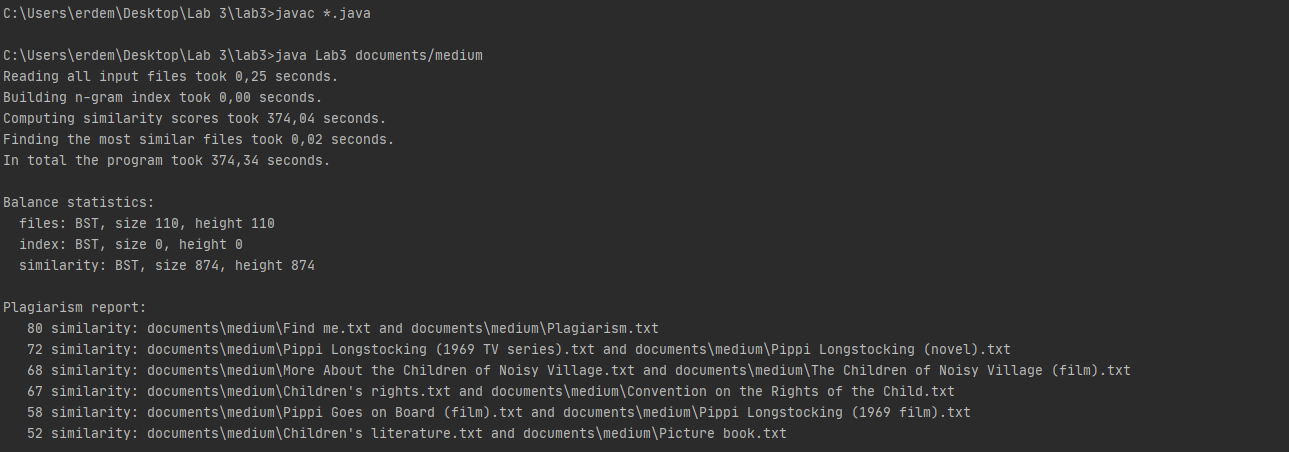 C:\Users\erdem\Desktop\Lab 3\lab3>javac *.java
C:\Users\erdem\Desktop\Lab 3\lab3>java Lab3 documents/medium
Reading all input files took 0,25 seconds.
Building n-gram index took 0,00 seconds.
Computing similarity scores took 374,04 seconds.
Finding the most similar files took 0,02 seconds.
In total the program took 374,34 seconds.
Balance statistics:
files: BST, size 110, height 110
index: BST, size 0, height 0
similarity: BST, size 874, height 874
Plagiarism report:
80 similarity: documents\medium\Find me.txt and documents\medium\Plagiarism.txt
72 similarity: documents\medium\Pippi Longstocking (1969 TV series).txt and documents\medium\Pippi Longstocking (novel).txt
68 similarity: documents\medium\More About the Children of Noisy Village.txt and documents\medium\The Children of Noisy Village (film).txt
67 similarity: documents\medium\Children's rights.txt and documents\medium\Convention on the Rights of the Child.txt
58 similarity: documents\medium\Pippi Goes on Board (film).txt and documents\medium\Pippi Longstocking (1969 film).txt
52 similarity: documents\medium\Children's literature.txt and documents\medium\Picture book.txt